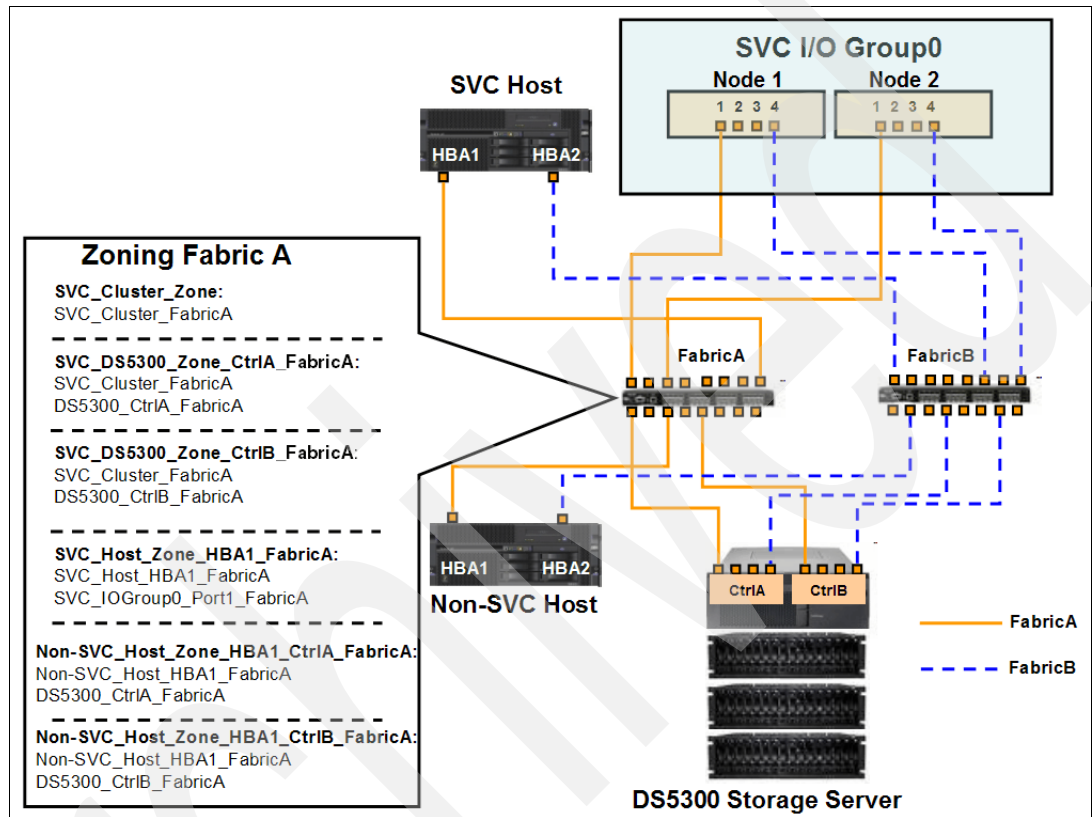 SVC I/O Group0
Node 1
Node 2
1 2 3 4
1 2 3 4
SVC Host
HBA1
HBA2
Zoning Fabric A
SVC_Cluster_Zone:
SVC_Cluster_FabricA
SVC_DS5300_Zone_CtrlA_FabricA:
SVC_Cluster_FabricA
DS5300_CtrlA_FabricA
SVC_DS5300_Zone_CtrlB_FabricA:
SVC_Cluster_FabricA
DS5300_CtrlB_FabricA
SVC_Host_Zone_HBA1_FabricA:
SVC_Host_HBA1_FabricA
SVC_IOGroup0_Port1_FabricA
Non-SVC_Host_Zone_HBA1_CtrlA_FabricA:
Non-SVC_Host_HBA1_FabricA
DS5300_CtrlA_FabricA
Non-SVC_Host_Zone_HBA1_CtrlB_FabricA:
Non-SVC_Host_HBA1_FabricA
DS5300_CtrlB_FabricA
FabricA
FabricB
HBA1
HBA2
Non-SVC Host
CtrlA
CtrlB
DS5300 Storage Server
FabricA
FabricB